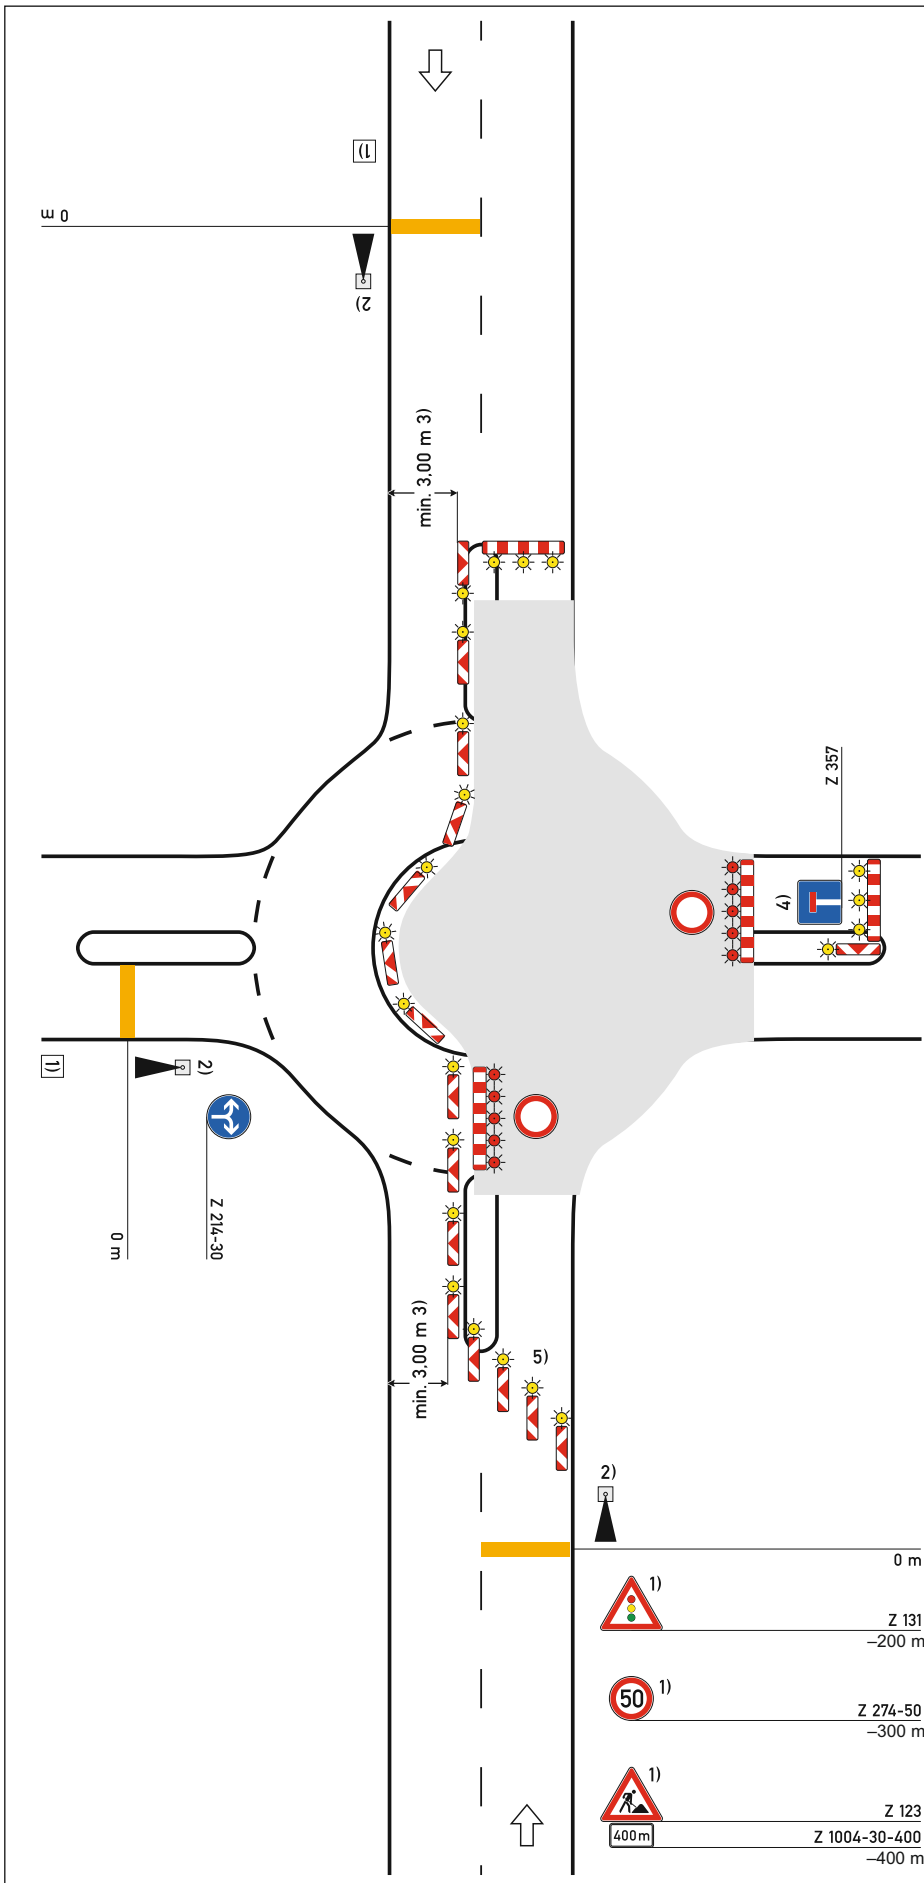 1)
0 m
2)
min. 3,00 m 3)
Z 357
4)
1)
2)
Z 214-30
0 m
min. 3,00 m 3)
5)
2)
0 m
1)
Z 131
–200 m
50
1)
Z 274-50
–300 m
1)
Z 123
400 m
Z 1004-30-400
–400 m